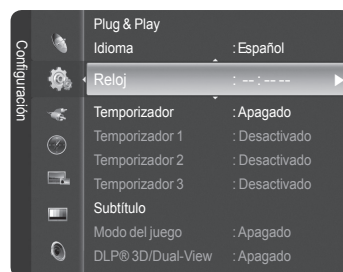 Configuración
Plug & Play
Idioma : Español
Reloj : -- : -- --
Temporizador : Apagado
Temporizador 1 : Desactivado
Temporizador 2 : Desactivado
Temporizador 3 : Desactivado
Subtítulo
Modo del juego : Apagado
DLP® 3D/Dual-View : Apagado